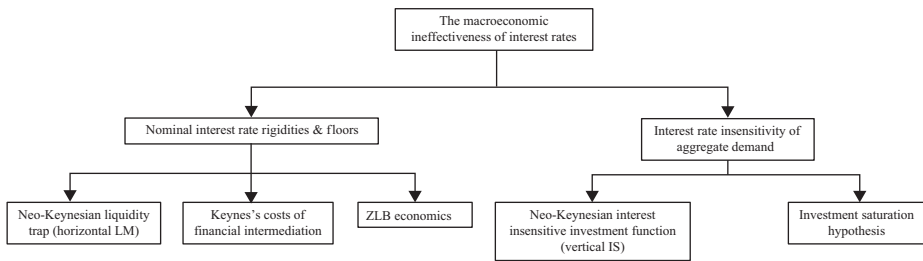 The macroeconomic
ineffectiveness of interest rates
Nominal interest rate rigidities & floors
Interest rate insensitivity of
aggregate demand
Neo-Keynesian liquidity
trap (horizontal LM)
Keynes’s costs of
financial intermediation
ZLB economics
Neo-Keynesian interest
insensitive investment function
(vertical IS)
Investment saturation
hypothesis